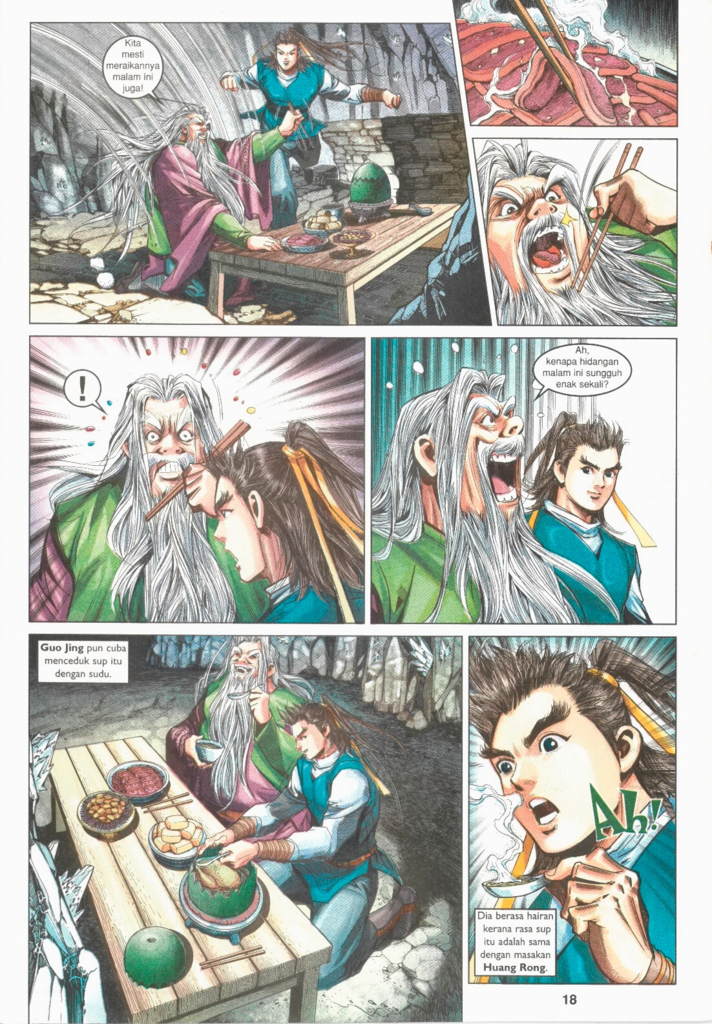 Kita
mesti
meraikannya
malam ini
juga!
!
Ah,
kenapa hidangan
malam ini sungguh
enak sekali?
Guo Jing pun cuba
menceduk sup itu
dengan sudu.
Ah!
Dia berasa hairan
kerana rasa sup
itu adalah sama
dengan masakan
Huang Rong.
18